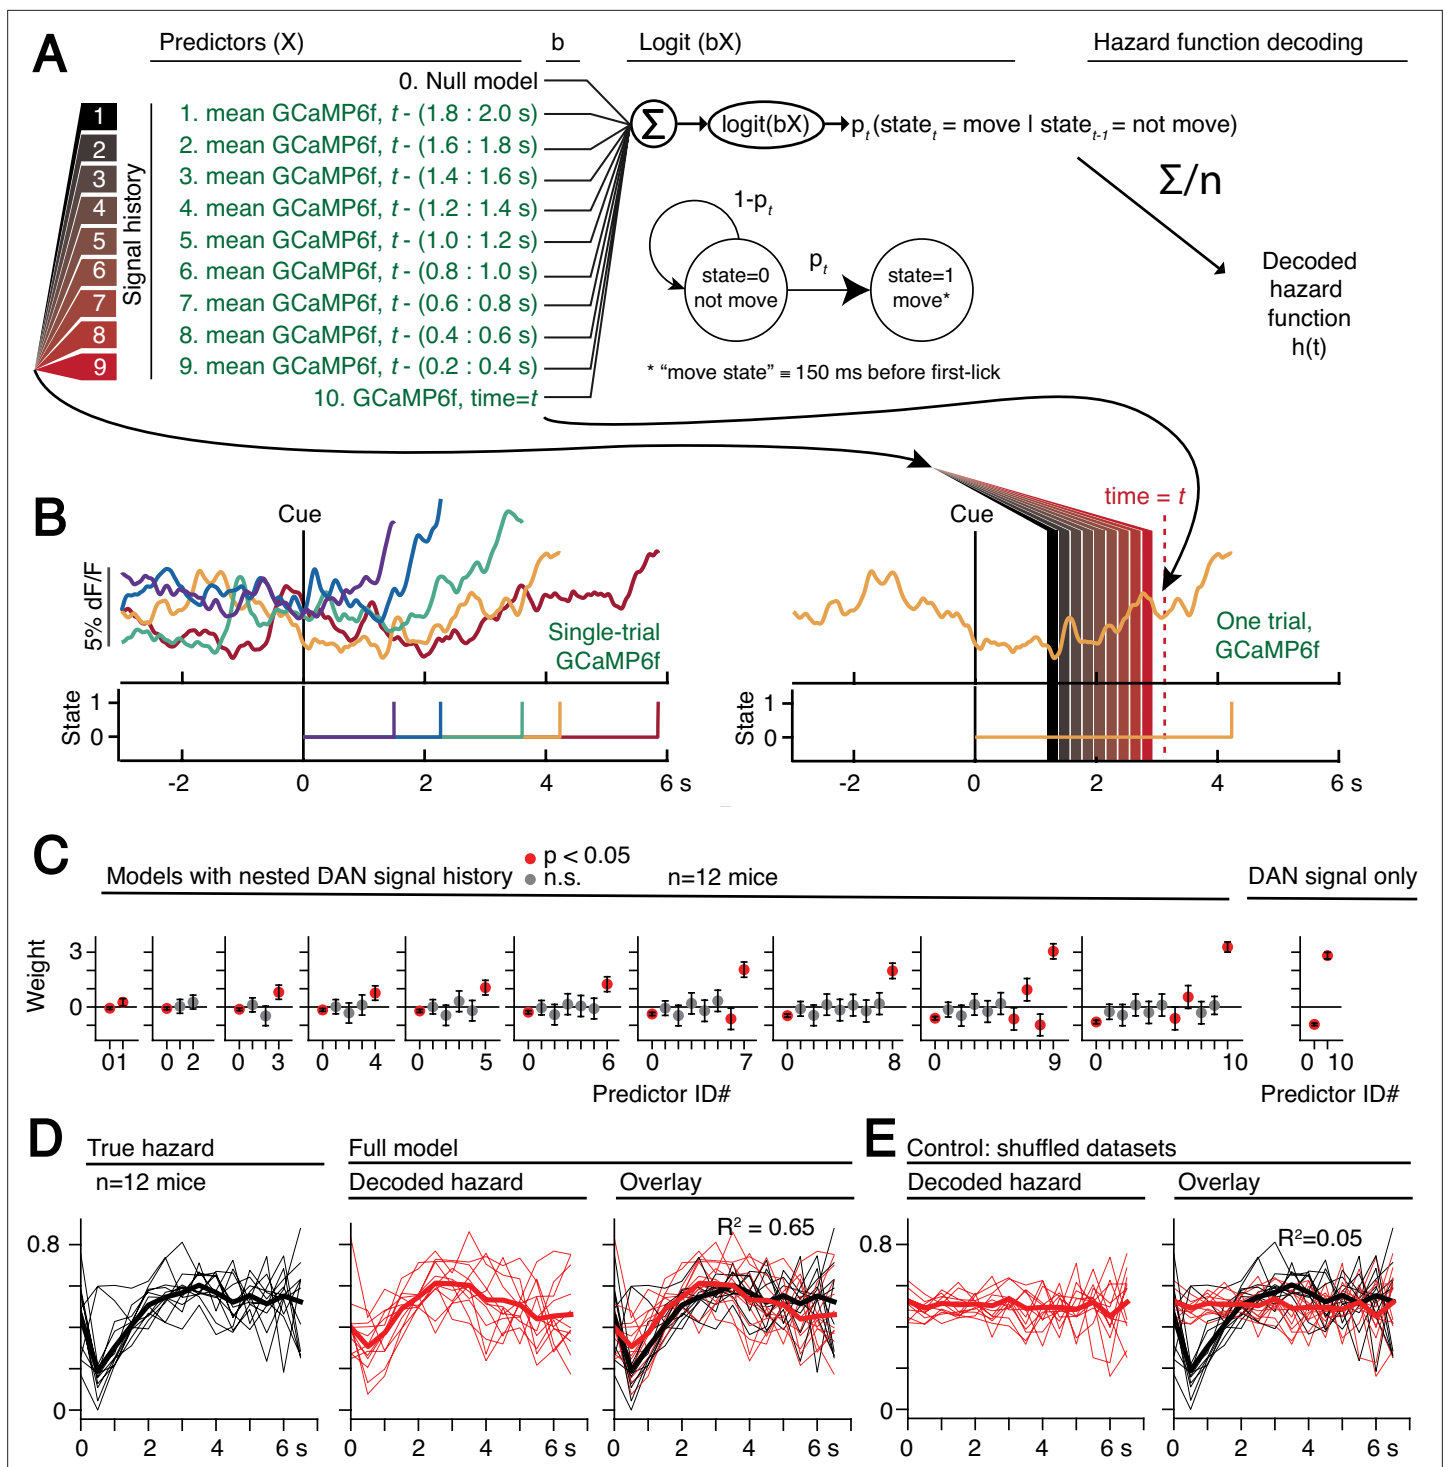 A
Predictors (X)
b
Logit (bX)
Hazard function decoding
0. Null model
1. mean GCaMP6f, t - (1.8 : 2.0 s)
2. mean GCaMP6f, t - (1.6 : 1.8 s)
3. mean GCaMP6f, t - (1.4 : 1.6 s)
4. mean GCaMP6f, t - (1.2 : 1.4 s)
5. mean GCaMP6f, t - (1.0 : 1.2 s)
6. mean GCaMP6f, t - (0.8 : 1.0 s)
7. mean GCaMP6f, t - (0.6 : 0.8 s)
8. mean GCaMP6f, t - (0.4 : 0.6 s)
9. mean GCaMP6f, t - (0.2 : 0.4 s)
10. GCaMP6f, time=t
1
2
3
4
5
6
7
8
9
Signal history
Σ
logit(bX)
pt(statet = move | statet-1 = not move)
Σ/n
1-pt
pt
state=0
not move
state=1
move*
* “move state” ≡ 150 ms before first-lick
Decoded
hazard
function
h(t)
B
Cue
5% dF/F
Single-trial
GCaMP6f
State
1
0
-2 0 2 4 6 s
Cue
time = t
One trial,
GCaMP6f
State
1
0
-2 0 2 4 6 s
C
Models with nested DAN signal history
p < 0.05
n.s.
n=12 mice
DAN signal only
Weight
3
0
0 1
0 2
0 3
0 4
0 5
0 6
0 7
0 8
0 9
0 10
0 10
Predictor ID#
Predictor ID#
D
True hazard
n=12 mice
Full model
Decoded hazard
Overlay
R2 = 0.65
0.8
0
0 2 4 6 s
0 2 4 6 s
0 2 4 6 s
E
Control: shuffled datasets
Decoded hazard
Overlay
R2=0.05
0.8
0
0 2 4 6 s
0 2 4 6 s